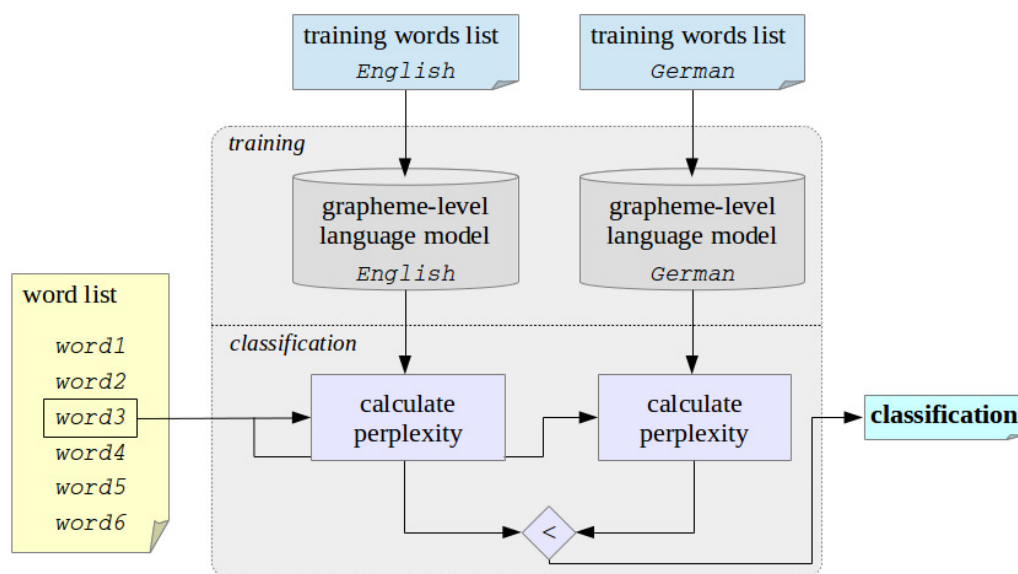 training words list
English
training words list
German
training
grapheme-level
language model
English
grapheme-level
language model
German
word list
word1
word2
word3
word4
word5
word6
classification
calculate
perplexity
calculate
perplexity
<
classification